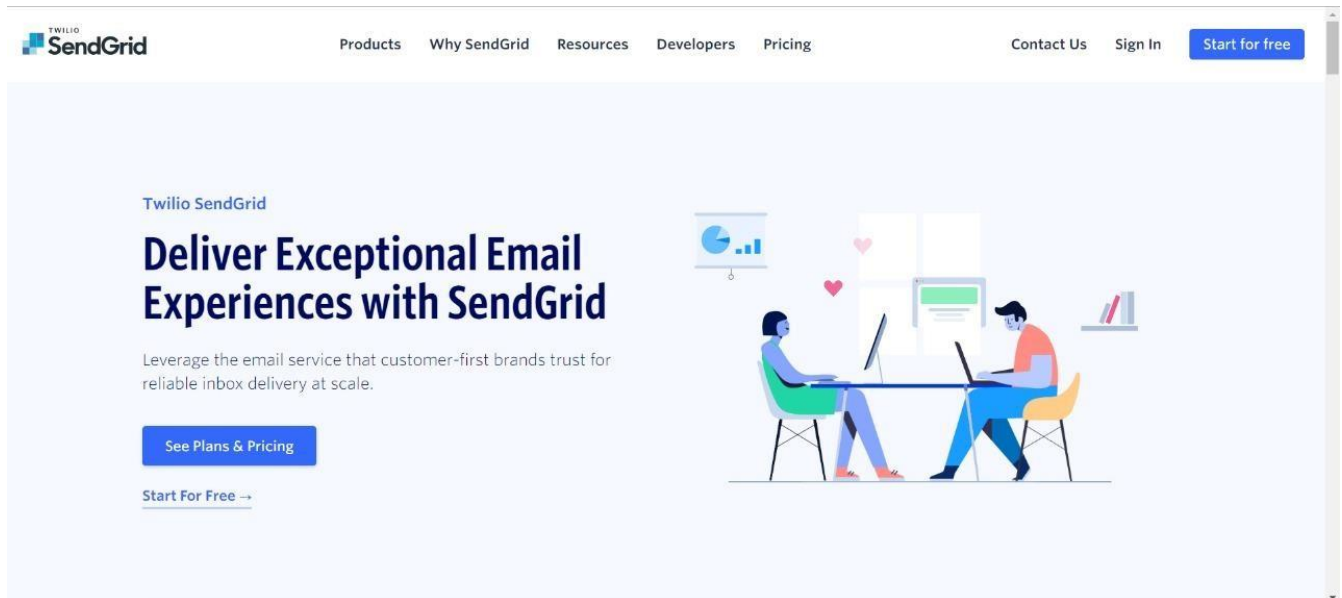 TWILIO
SendGrid
Products Why SendGrid Resources Developers Pricing
Contact Us Sign In Start for free
Twilio SendGrid
Deliver Exceptional Email
Experiences with SendGrid
Leverage the email service that customer-first brands trust for
reliable inbox delivery at scale.
See Plans & Pricing
Start For Free →